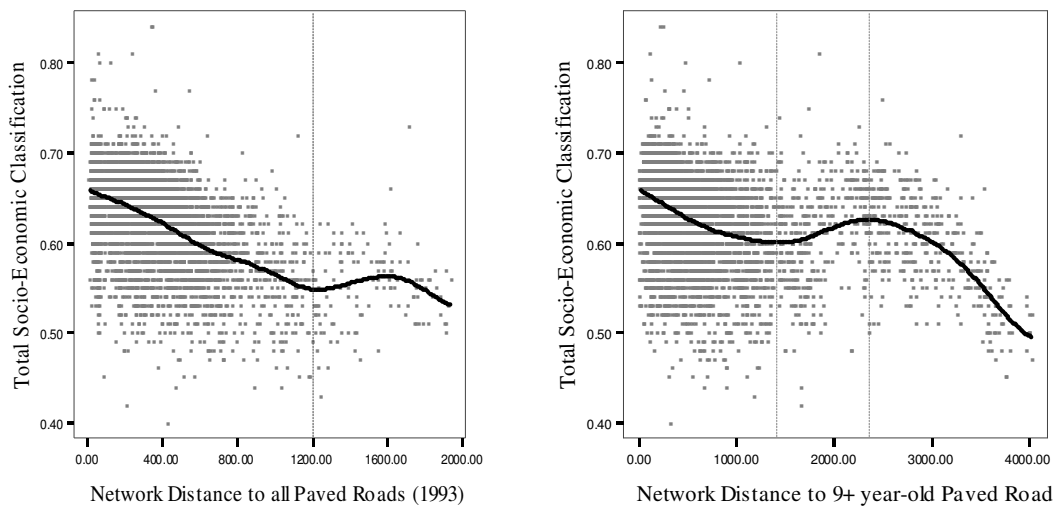 Total Socio-Economic Classification
0.80
0.70
0.60
0.50
0.40
0.00 400.00 800.00 1200.00 1600.00 2000.00
Network Distance to all Paved Roads (1993)
Total Socio-Economic Classification
0.80
0.70
0.60
0.50
0.40
0.00 1000.00 2000.00 3000.00 4000.00
Network Distance to 9+ year-old Paved Road